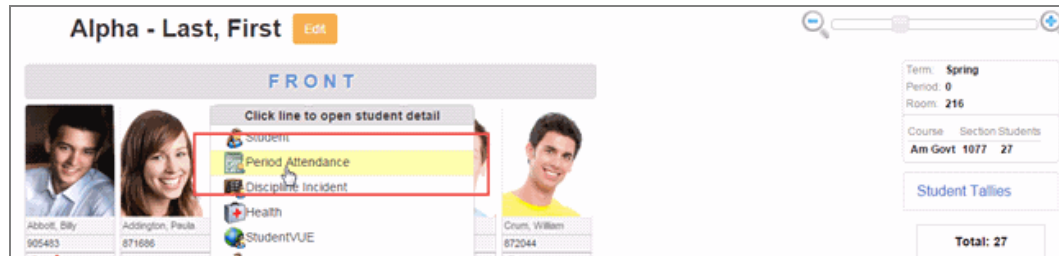 Alpha - Last, First Edit
FRONT
Click line to open student detail
Student
Period Attendance
Discipline Incident
Health
StudentVUE
Abbott, Billy
905483
Addington, Paula
871686
Crum, William
872044
Term: Spring
Period: 0
Room: 216
Course Section Students
Am Govt 1077 27
Student Tallies
Total: 27